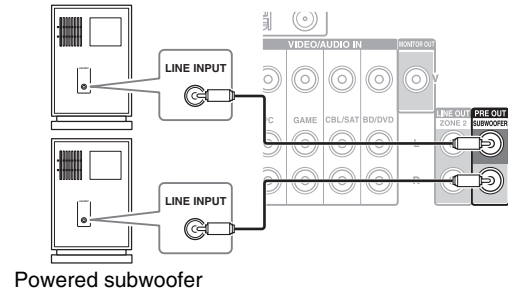 VIDEO/AUDIO IN
MONITOR OUT
V
LINE INPUT
PC GAME CBL/SAT BD/DVD
LINE OUT PRE OUT
ZONE 2 SUBWOOFER
L
R
LINE INPUT
Powered subwoofer